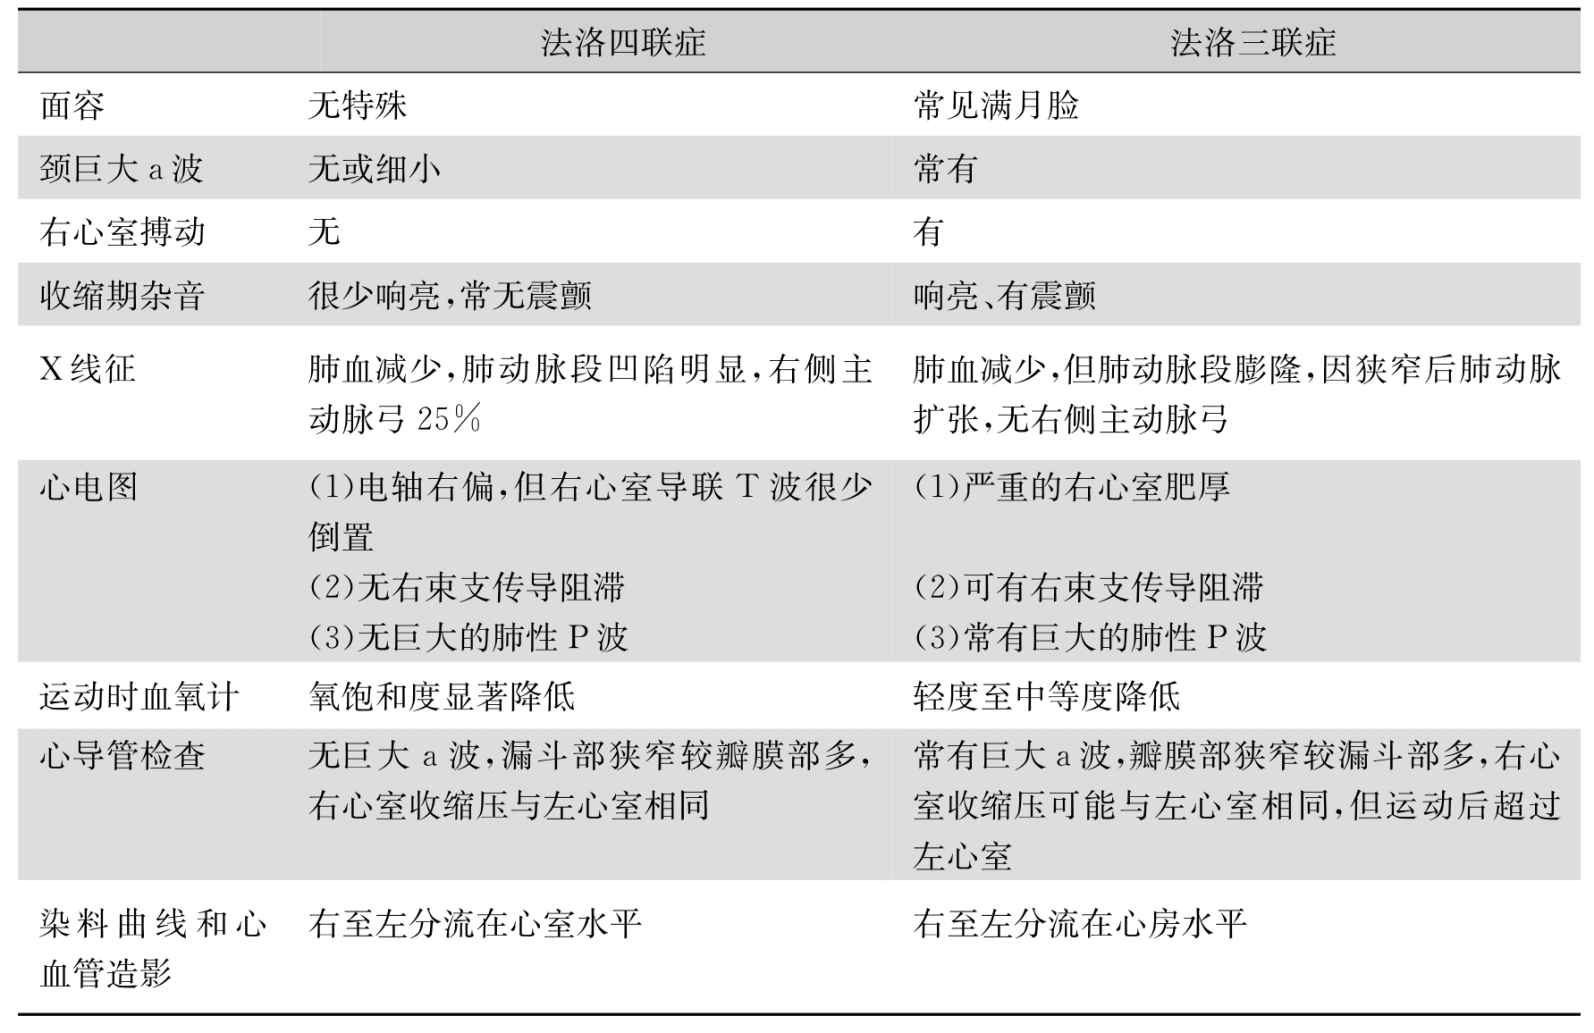 法洛四联症 法洛三联症
面容 无特殊 常见满月脸
颈巨大 a 波 无或细小 常有
右心室搏动 无 有
收缩期杂音 很少响亮,常无震颤 响亮、有震颤
X 线征 肺血减少,肺动脉段凹陷明显,右侧主 肺血减少,但肺动脉段膨隆,因狭窄后肺动脉
动脉弓 25% 扩张,无右侧主动脉弓
心电图 (1)电轴右偏,但右心室导联 T 波很少 (1)严重的右心室肥厚
倒置
(2)无右束支传导阻滞 (2)可有右束支传导阻滞
(3)无巨大的肺性 P 波 (3)常有巨大的肺性 P 波
运动时血氧计 氧饱和度显著降低 轻度至中等度降低
心导管检查 无巨大 a 波,漏斗部狭窄较瓣膜部多, 常有巨大 a 波,瓣膜部狭窄较漏斗部多,右心
右心室收缩压与左心室相同 室收缩压可能与左心室相同,但运动后超过
左心室
染料曲线和心 右至左分流在心室水平 右至左分流在心房水平
血管造影